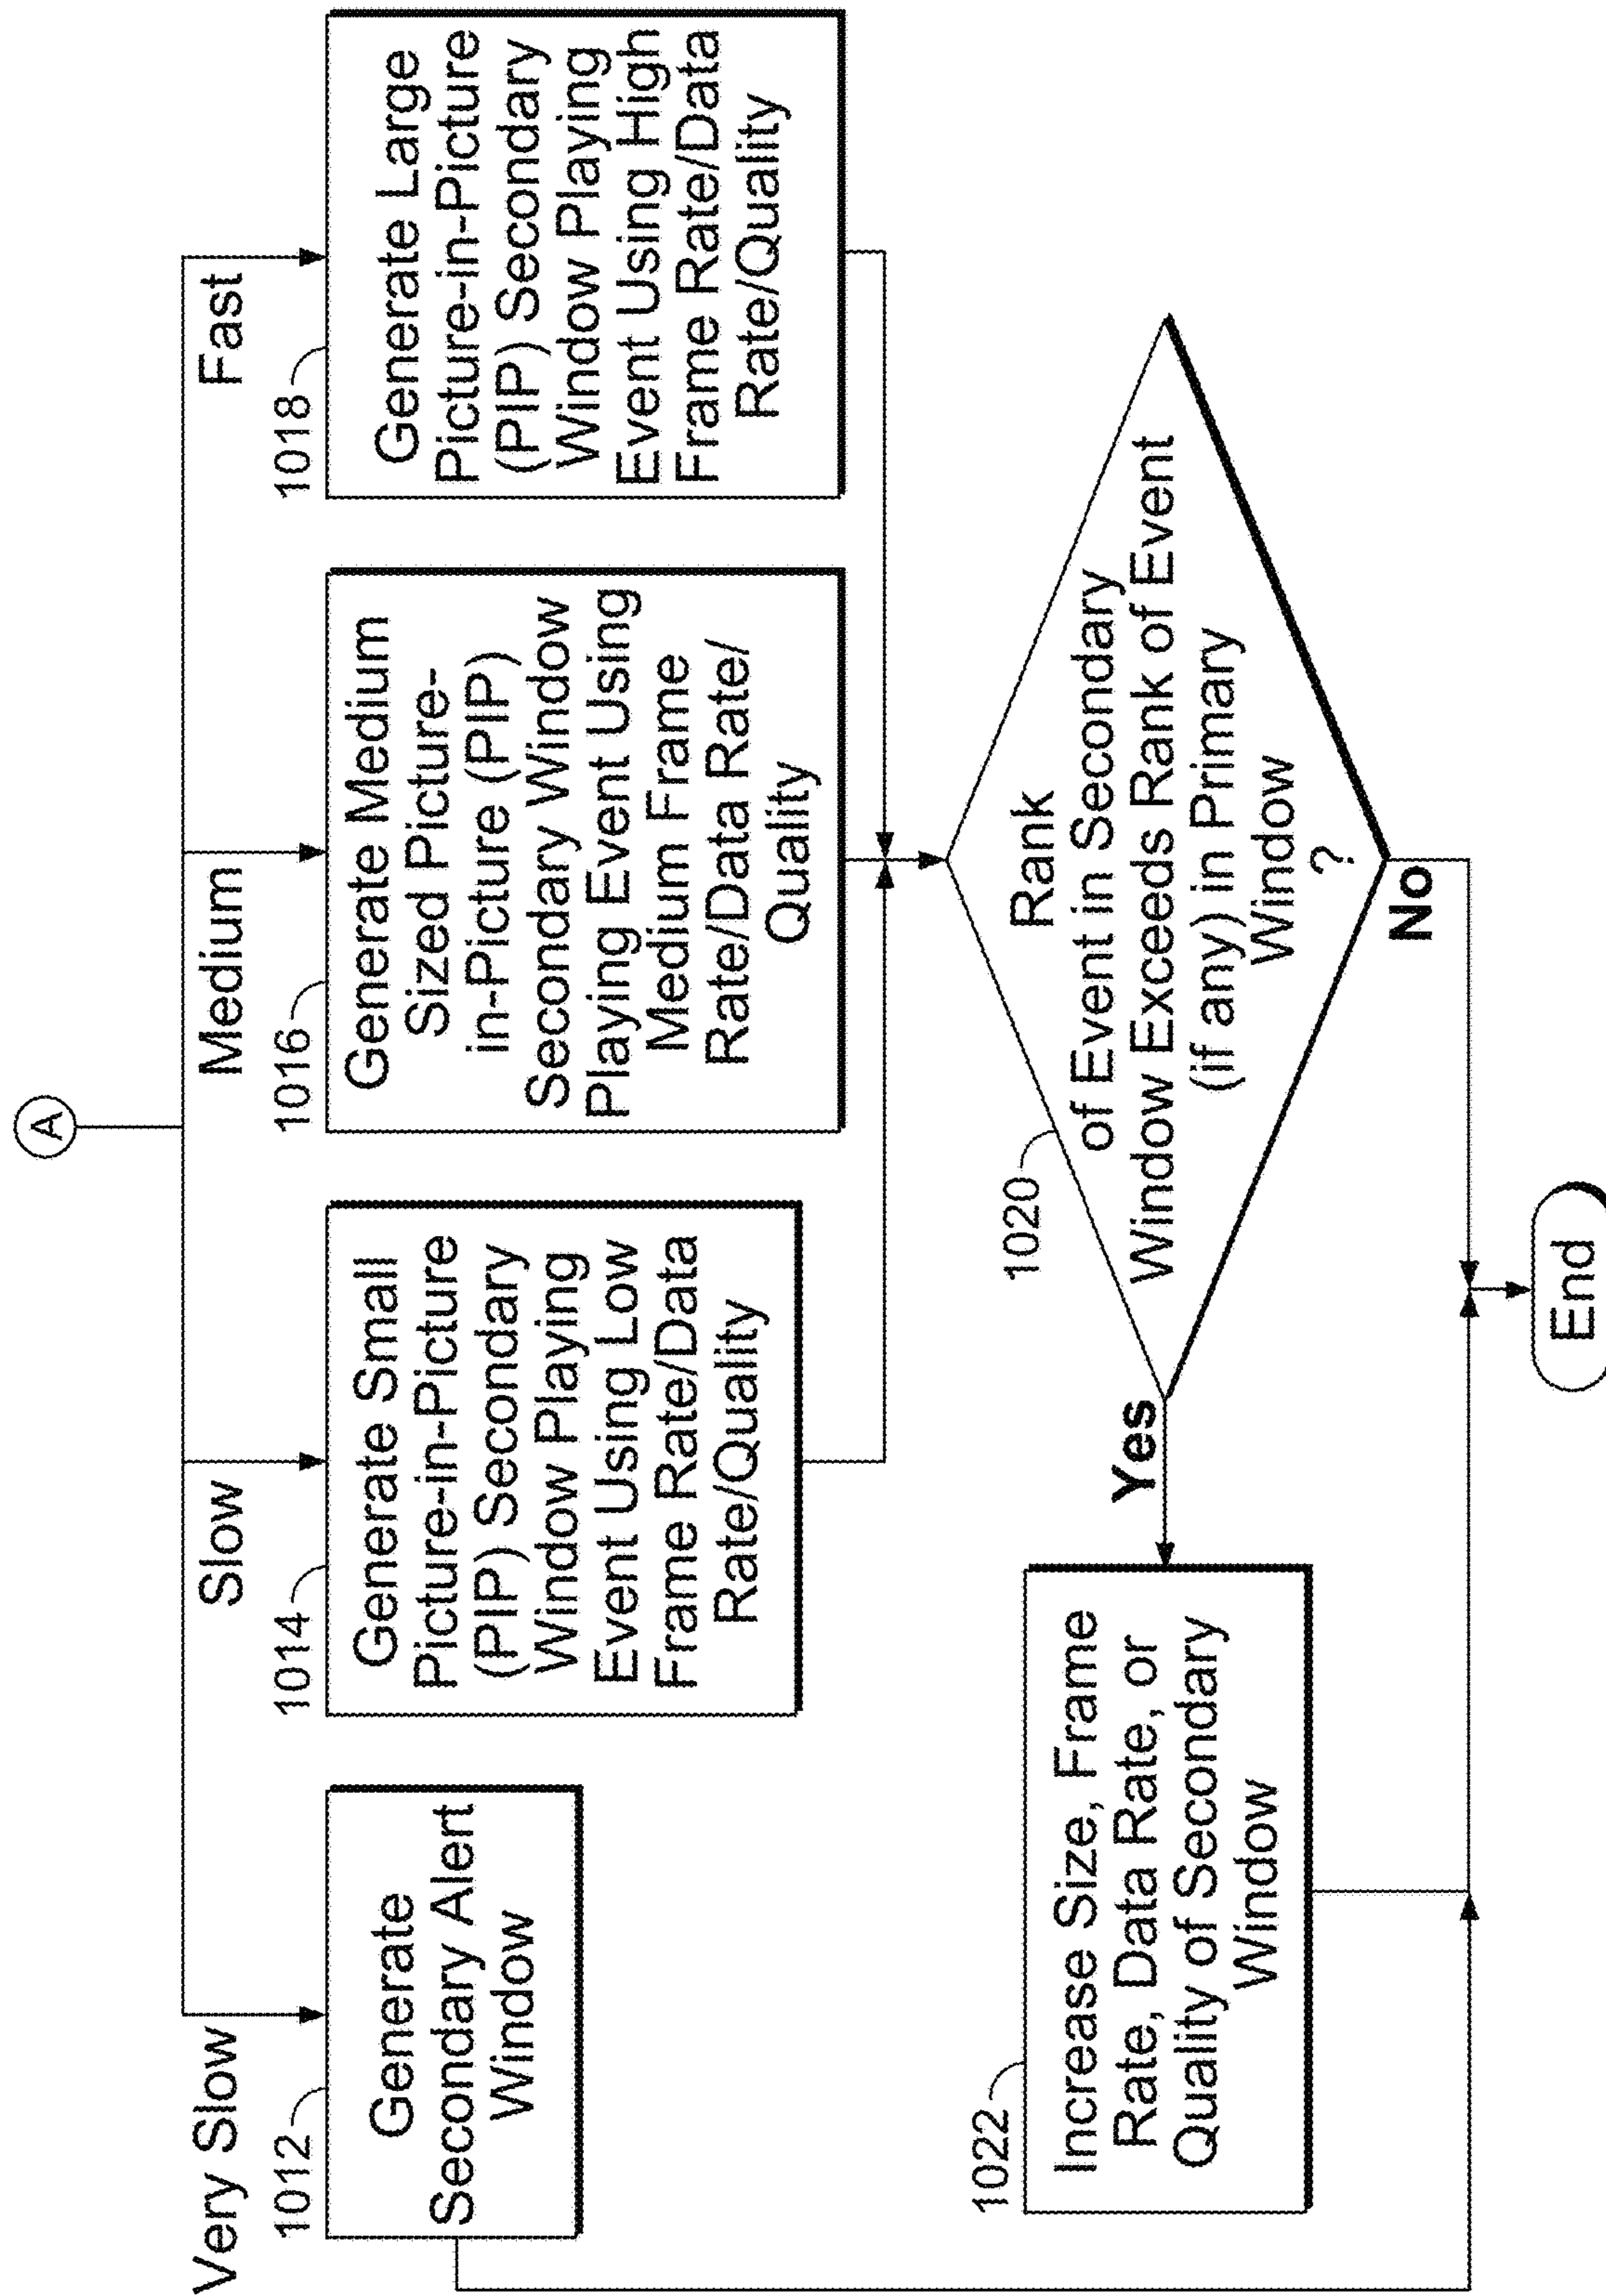 A
Very Slow
Slow
Medium
Fast
1012
Generate
Secondary Alert
Window
1014
Generate Small
Picture-in-Picture
(PIP) Secondary
Window Playing
Event Using Low
Frame Rate/Data
Rate/Quality
1016
Generate Medium
Sized Picture-
in-Picture (PIP)
Secondary Window
Playing Event Using
Medium Frame
Rate/Data Rate/
Quality
1018
Generate Large
Picture-in-Picture
(PIP) Secondary
Window Playing
Event Using High
Frame Rate/Data
Rate/Quality
1020
Rank
of Event in Secondary
Window Exceeds Rank of Event
(if any) in Primary
Window
?
Yes
No
1022
Increase Size, Frame
Rate, Data Rate, or
Quality of Secondary
Window
End